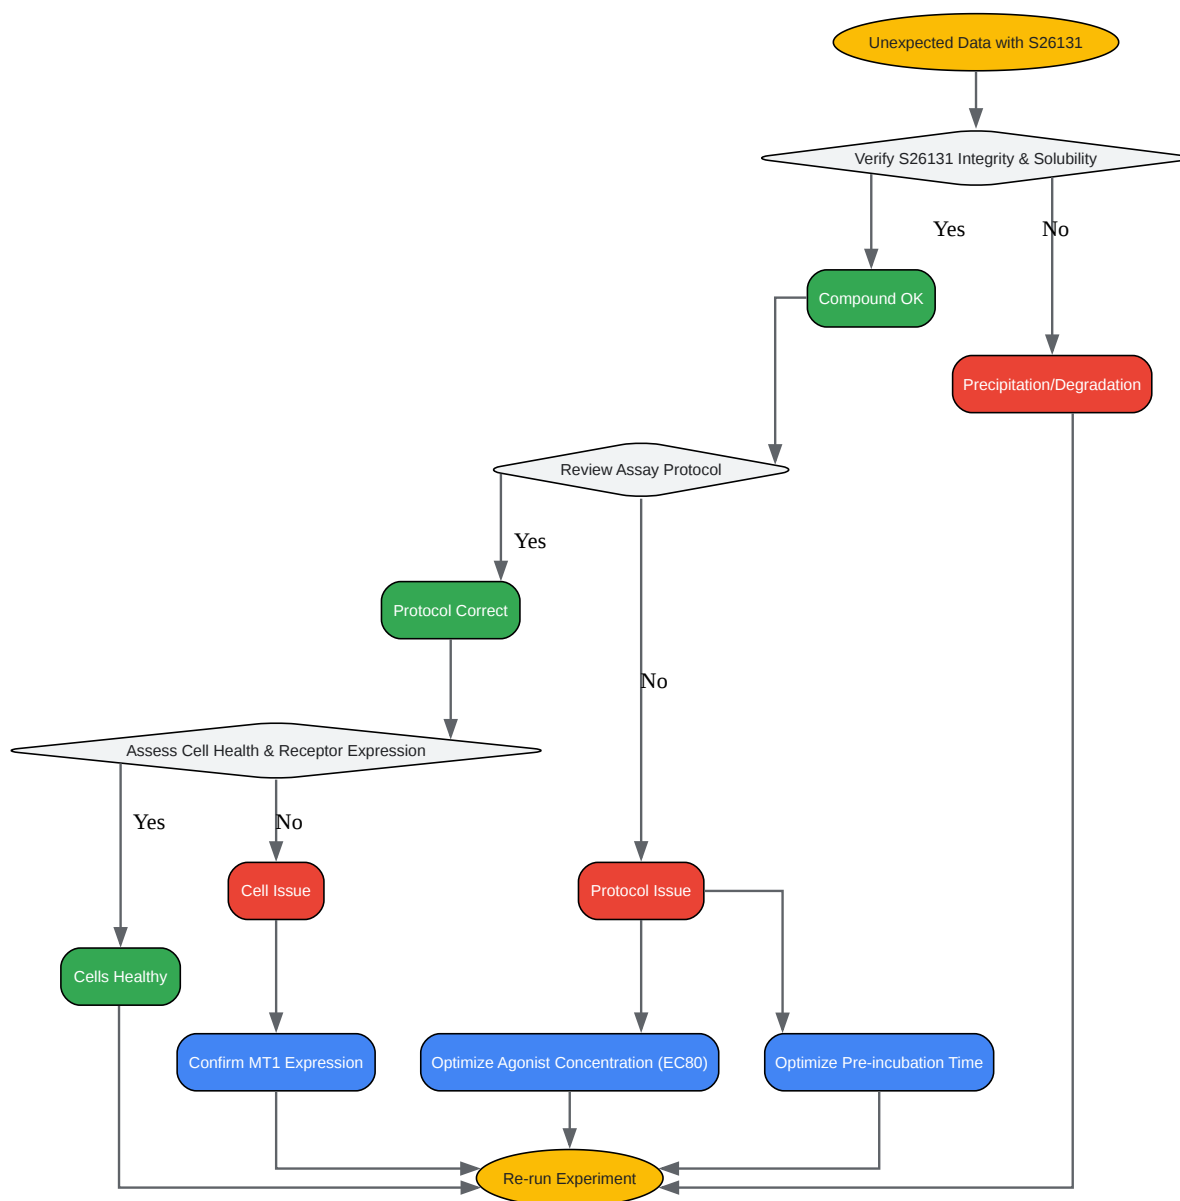 Unexpected Data with S26131
Verify S26131 Integrity & Solubility
Yes
No
Compound OK
Precipitation/Degradation
Review Assay Protocol
Yes
Protocol Correct
No
Assess Cell Health & Receptor Expression
Yes
No
Cell Issue
Protocol Issue
Cells Healthy
Confirm MT1 Expression
Optimize Agonist Concentration (EC80)
Optimize Pre-incubation Time
Re-run Experiment